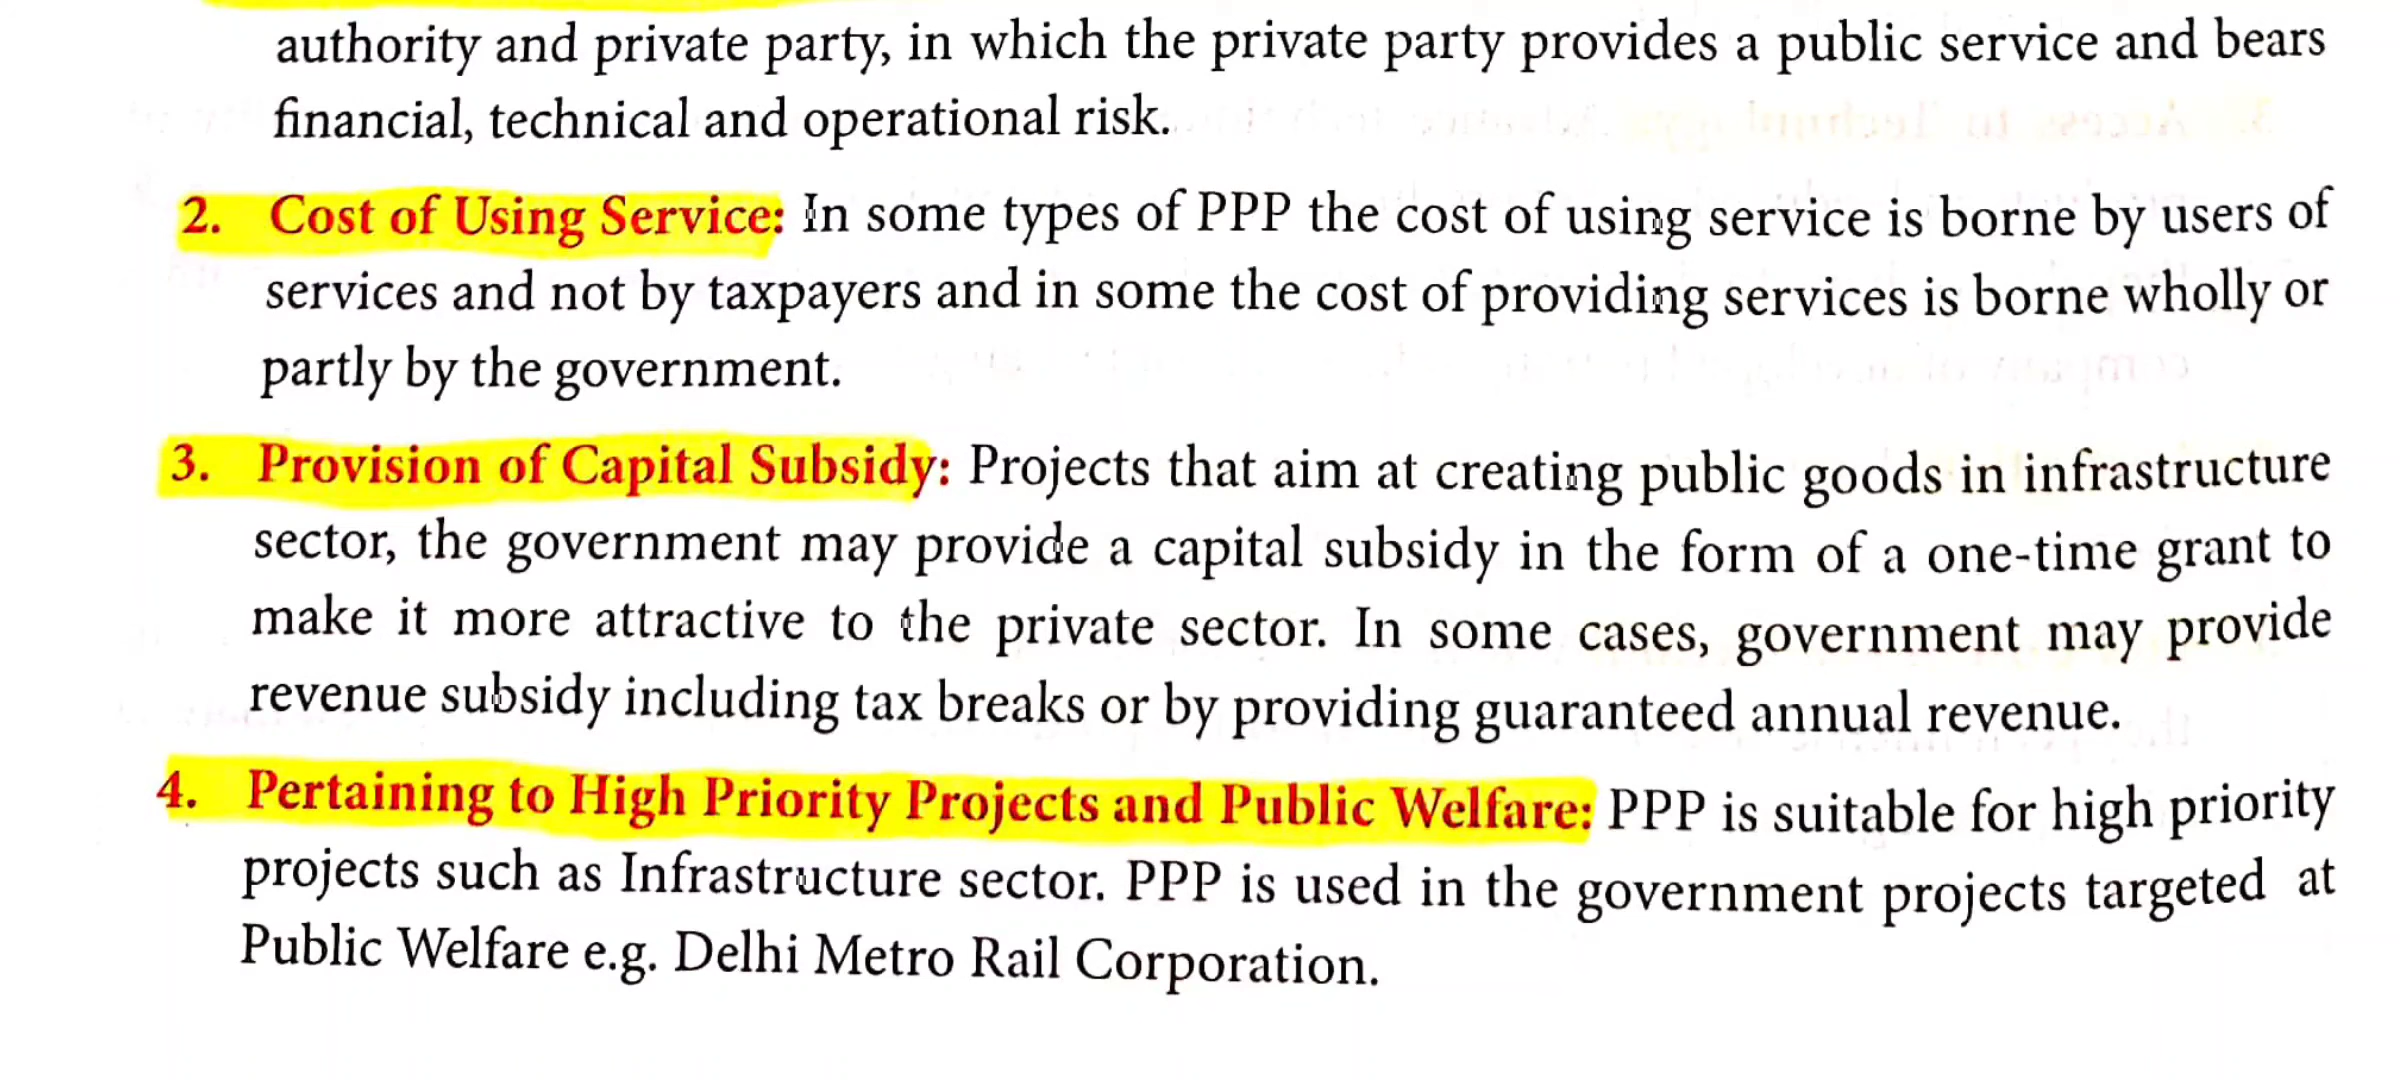 authority and private party, in which the private party provides a public service and bears
financial, technical and operational risk.
2. Cost of Using Service: In some types of PPP the cost of using service is borne by users of
services and not by taxpayers and in some the cost of providing services is borne wholly or
partly by the government.
3. Provision of Capital Subsidy: Projects that aim at creating public goods in infrastructure
sector, the government may provide a capital subsidy in the form of a one-time grant to
make it more attractive to the private sector. In some cases, government may provide
revenue subsidy including tax breaks or by providing guaranteed annual revenue.
4. Pertaining to High Priority Projects and Public Welfare: PPP is suitable for high priority
projects such as Infrastructure sector. PPP is used in the government projects targeted at
Public Welfare e.g. Delhi Metro Rail Corporation.